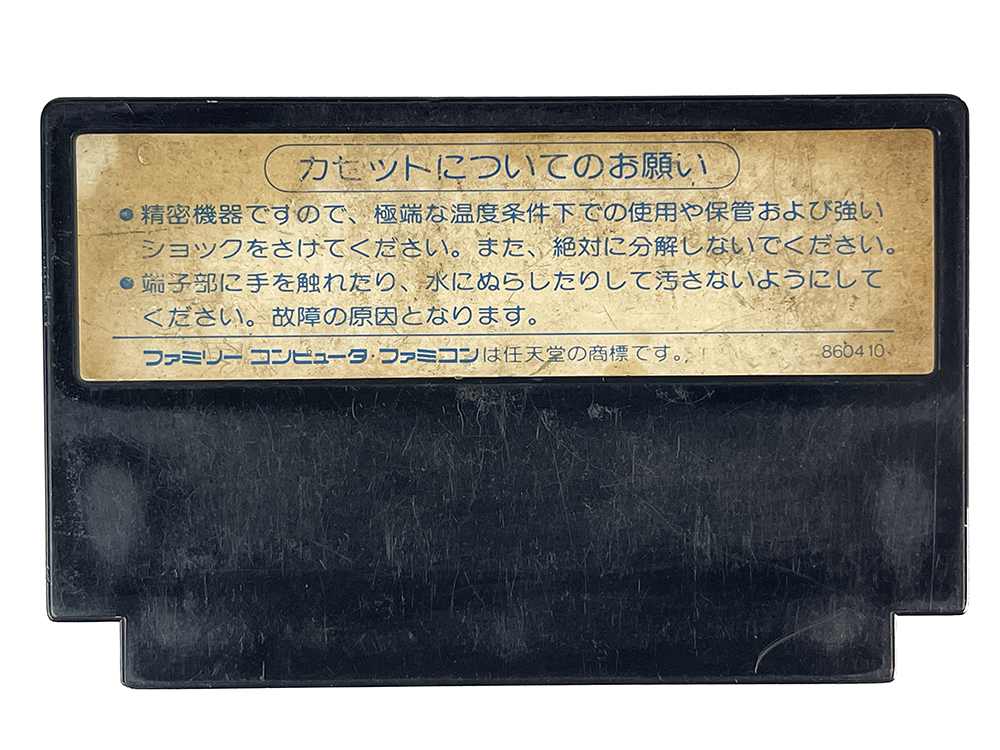 カセットについてのお願い
●精密機器ですので、極端な温度条件下での使用や保管および強い
ショックをさけてください。また、絶対に分解しないでください。
●端子部に手を触れたり、水にぬらしたりして汚さないようにして
ください。故障の原因となります。
ファミリー コンピュータ・ファミコンは任天堂の商標です。 860410